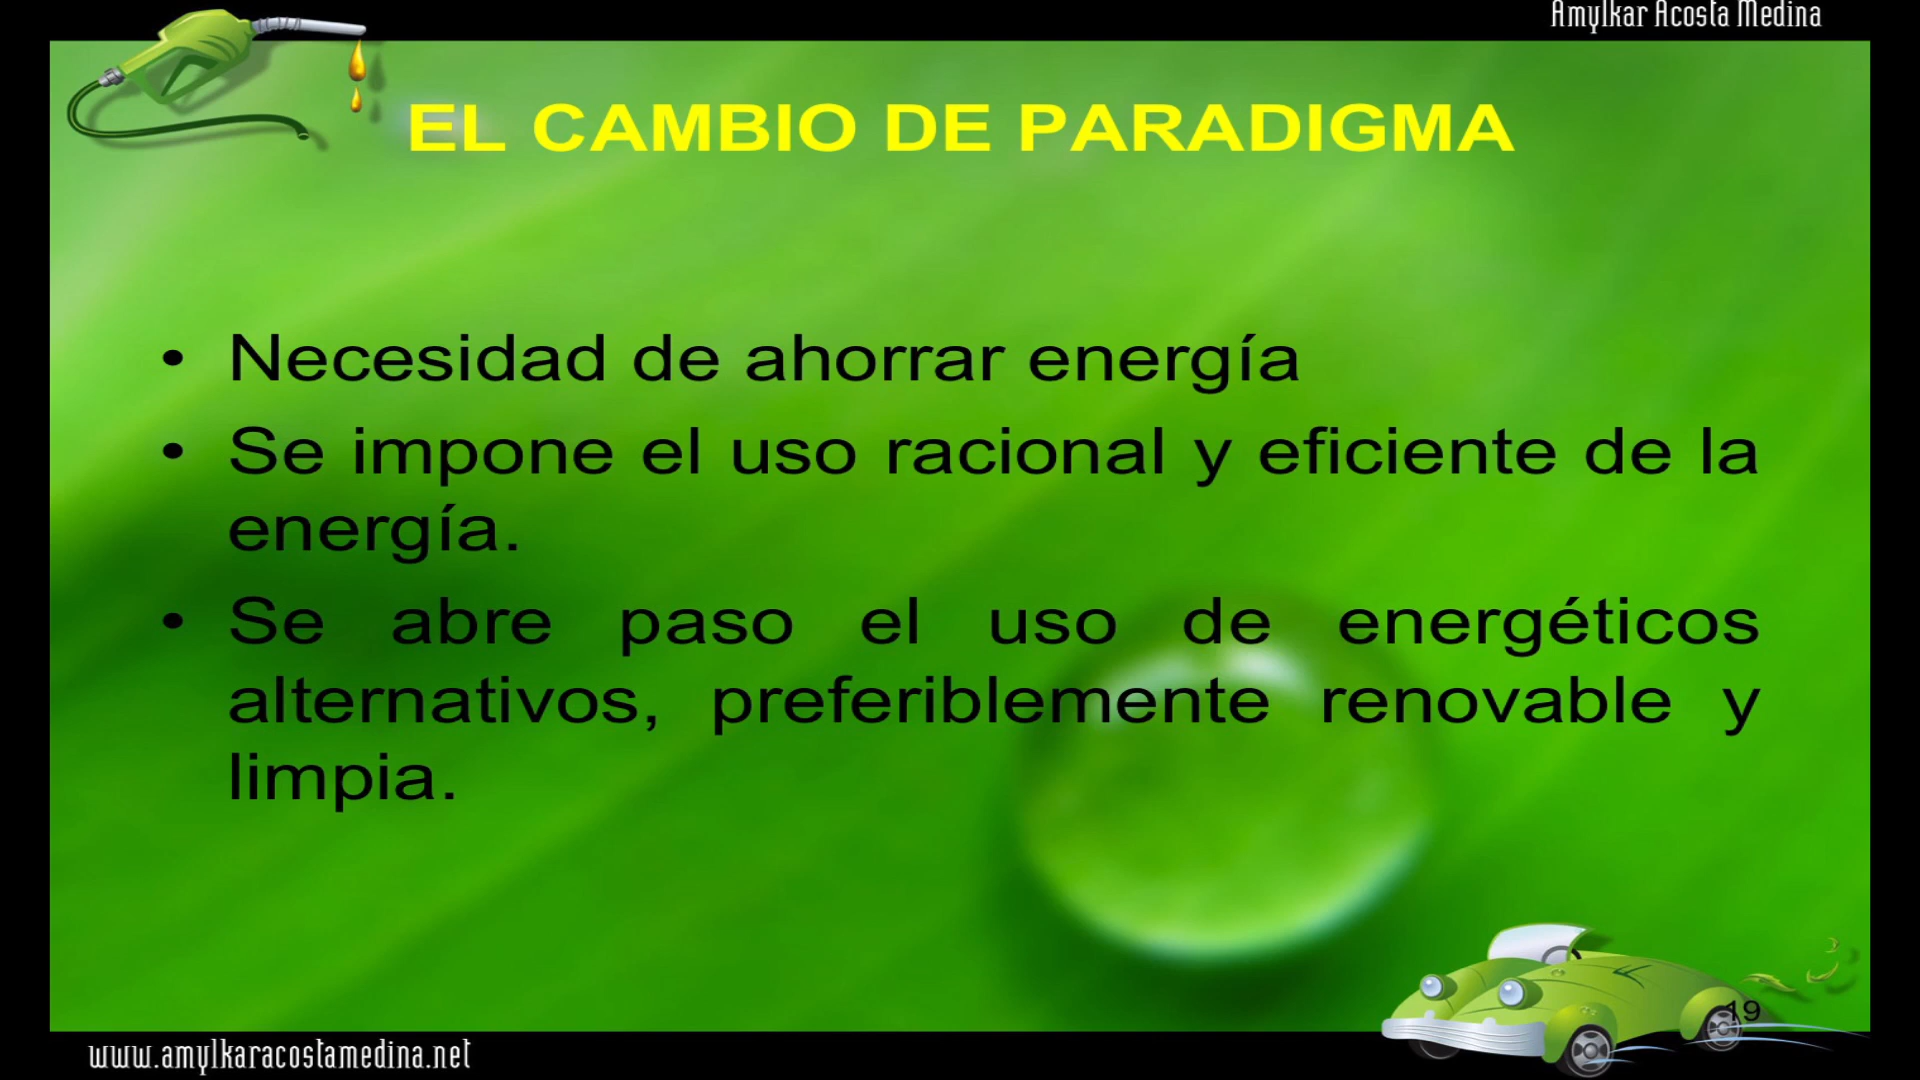 Amylkar Acosta Medina
EL CAMBIO DE PARADIGMA
• Necesidad de ahorrar energía
• Se impone el uso racional y eficiente de la
energía.
• Se abre paso el uso de energéticos
alternativos, preferiblemente renovable y
limpia.
19
www.amylkaracostamedina.net